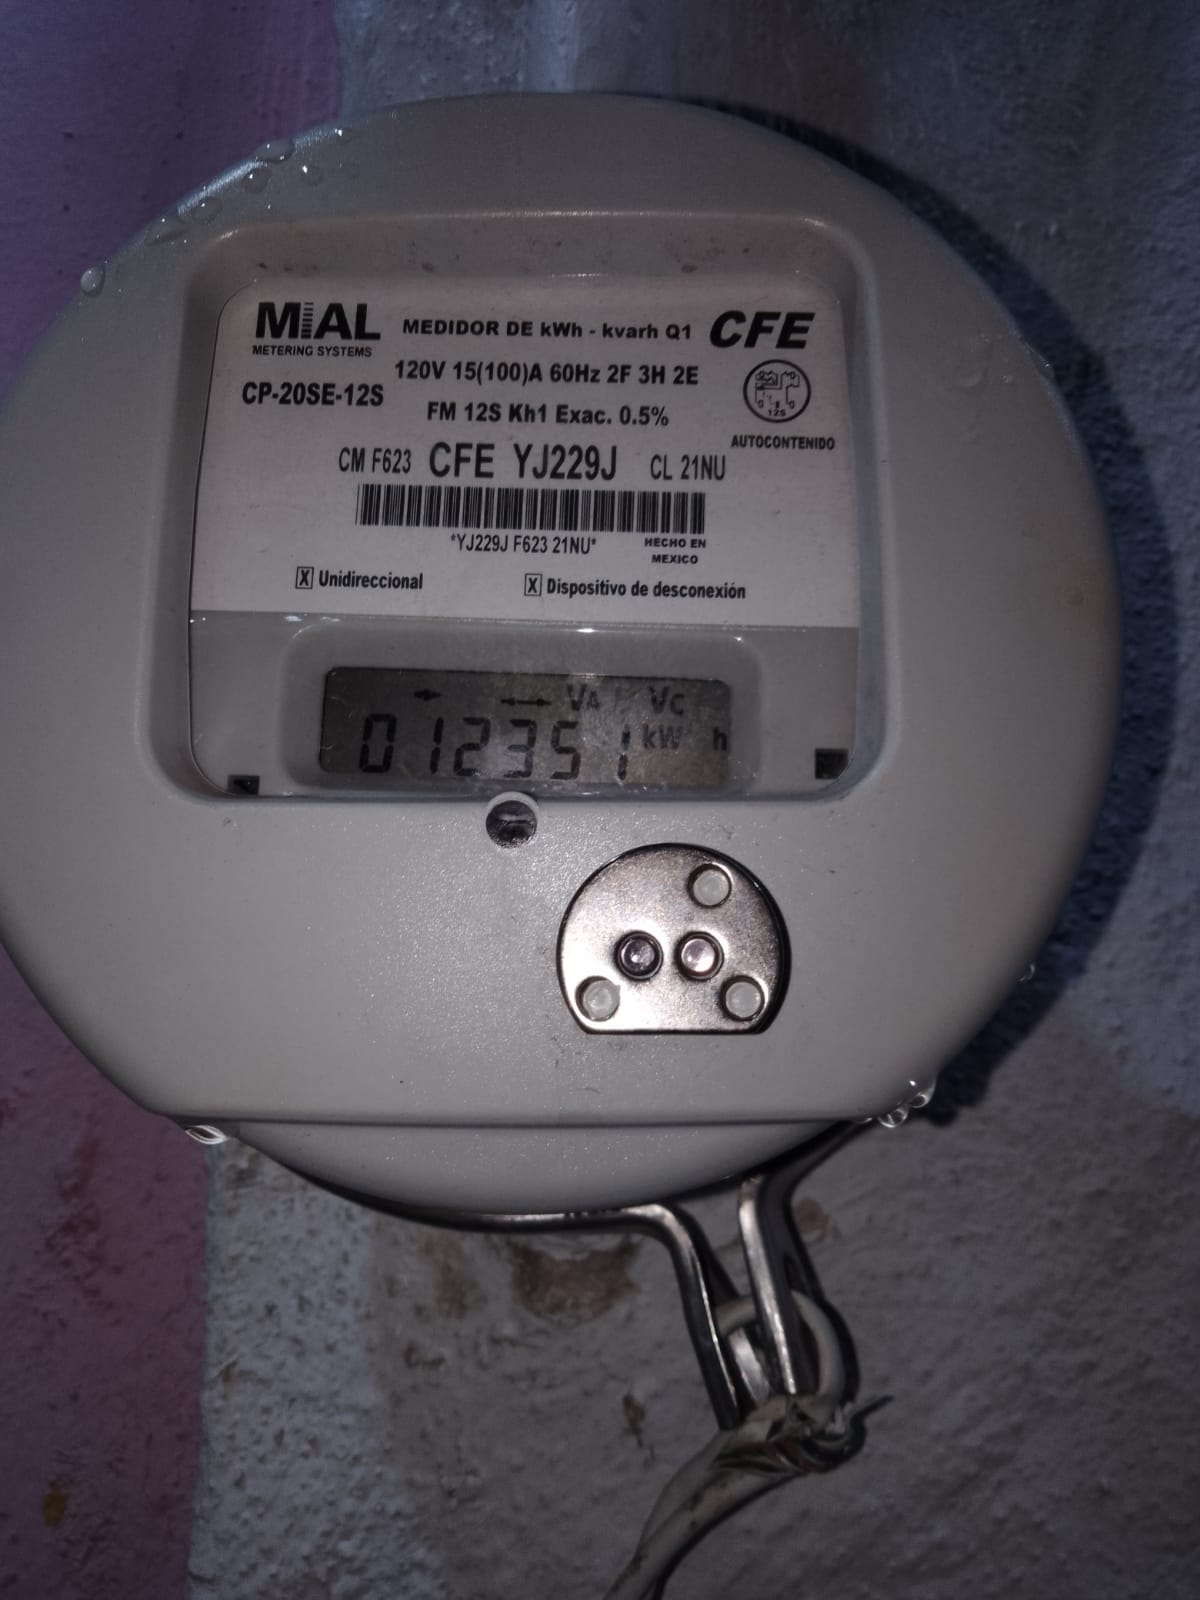 MIAL
METERING SYSTEMS
MEDIDOR DE kWh - kvarh Q1
CFE
CP-20SE-12S
120V 15(100)A 60Hz 2F 3H 2E
FM 12S Kh1 Exac. 0.5%
12S
AUTOCONTENIDO
CM F623 CFE YJ229J CL 21NU
*YJ229J F623 21NU*
HECHO EN
MEXICO
X Unidireccional
X Dispositivo de desconexión
VA VC
012351 kW h